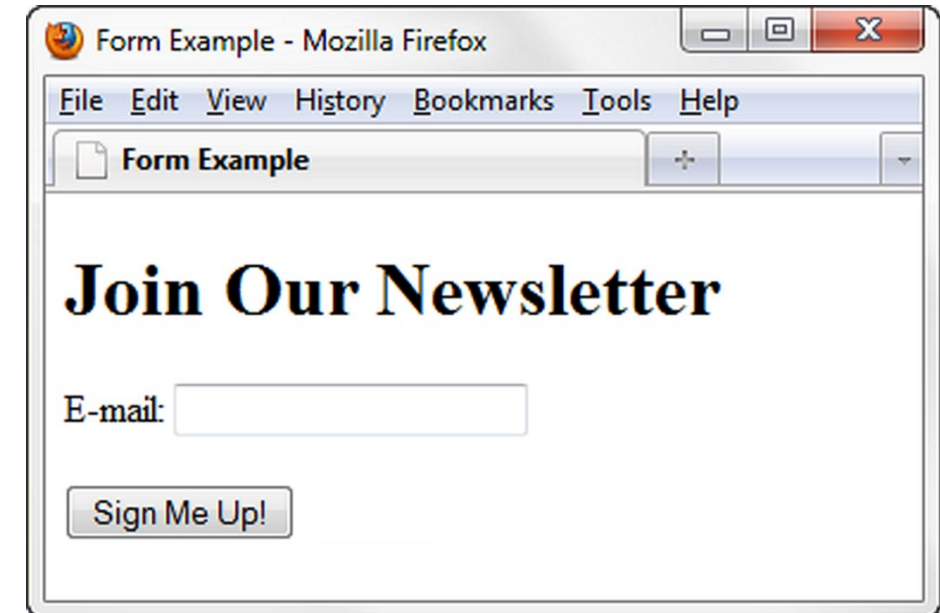 Form Example - Mozilla Firefox
File Edit View History Bookmarks Tools Help
Form Example
Join Our Newsletter
E-mail:
Sign Me Up!